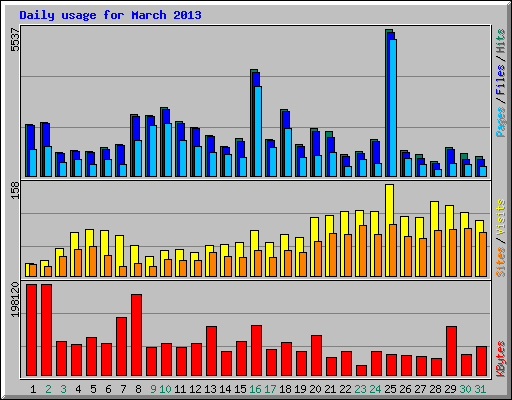 Daily usage for March 2013
5537
Pages / Files / Hits
158
Sites / Visits
198120
KBytes
1 2 3 4 5 6 7 8 9 10 11 12 13 14 15 16 17 18 19 20 21 22 23 24 25 26 27 28 29 30 31